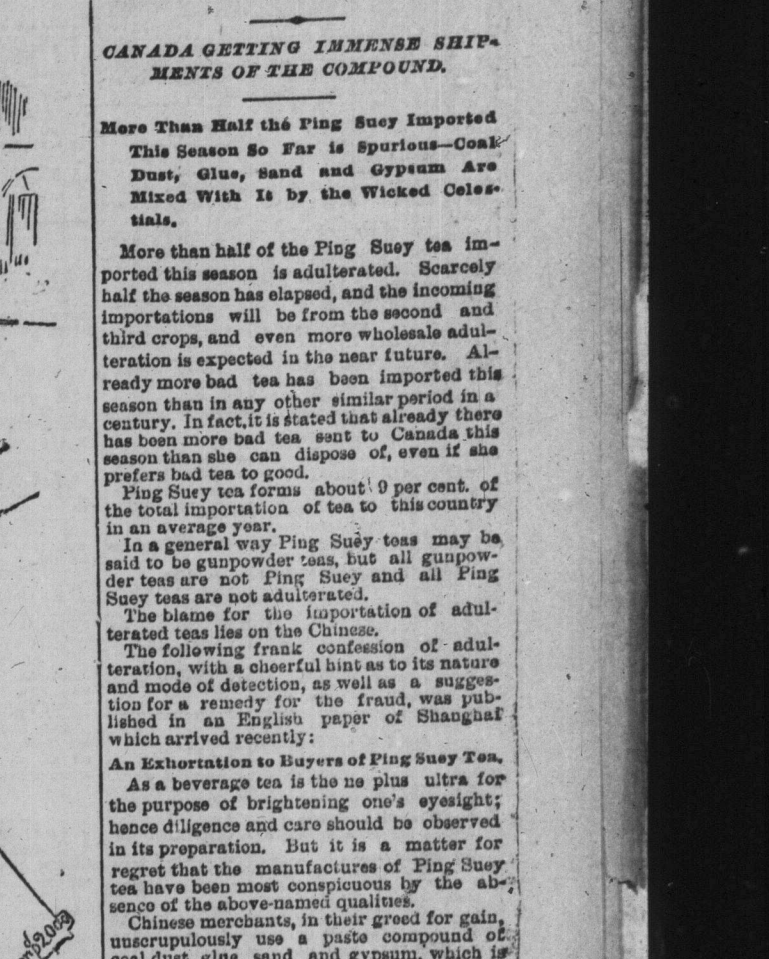 CANADA GETTING IMMENSE SHIP-
MENTS OF THE COMPOUND.
More Than Half the Ping Suey Imported
This Season So Far is Spurious—Coal
Dust, Glue, Sand and Gypsum Are
Mixed With It by the Wicked Celes-
tials.
More than half of the Ping Suey tea im-
ported this season is adulterated. Scarcely
half the season has elapsed, and the incoming
importations will be from the second and
third crops, and even more wholesale adul-
teration is expected in the near future. Al-
ready more bad tea has been imported this
season than in any other similar period in a
century. In fact, it is stated that already there
has been more bad tea sent to Canada this
season than she can dispose of, even if she
prefers bad tea to good.
Ping Suey tea forms about 9 per cent. of
the total importation of tea to this country
in an average year.
In a general way Ping Suey teas may be
said to be gunpowder teas, but all gunpow-
der teas are not Ping Suey and all Ping
Suey teas are not adulterated.
The blame for the importation of adul-
terated teas lies on the Chinese.
The following frank confession of adul-
teration, with a cheerful hint as to its nature
and mode of detection, as well as a sugges-
tion for a remedy for the fraud, was pub-
lished in an English paper of Shanghai
which arrived recently:
An Exhortation to Buyers of Ping Suey Tea.
As a beverage tea is the ne plus ultra for
the purpose of brightening one's eyesight;
hence diligence and care should be observed
in its preparation. But it is a matter for
regret that the manufactures of Ping Suey
tea have been most conspicuous by the ab-
sence of the above-named qualities.
Chinese merchants, in their greed for gain,
unscrupulously use a paste compound of
coal dust, glue, sand and gypsum, which is